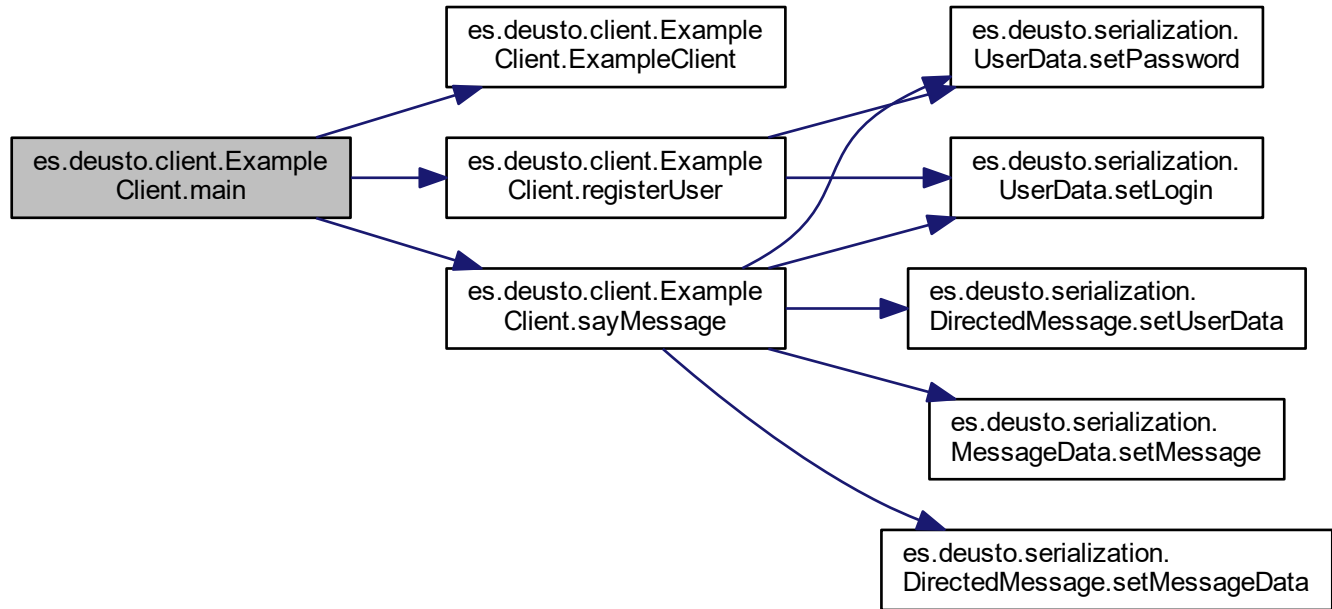 es.deusto.client.Example
Client.main
es.deusto.client.Example
Client.ExampleClient
es.deusto.client.Example
Client.registerUser
es.deusto.client.Example
Client.sayMessage
es.deusto.serialization.
UserData.setPassword
es.deusto.serialization.
UserData.setLogin
es.deusto.serialization.
DirectedMessage.setUserData
es.deusto.serialization.
MessageData.setMessage
es.deusto.serialization.
DirectedMessage.setMessageData